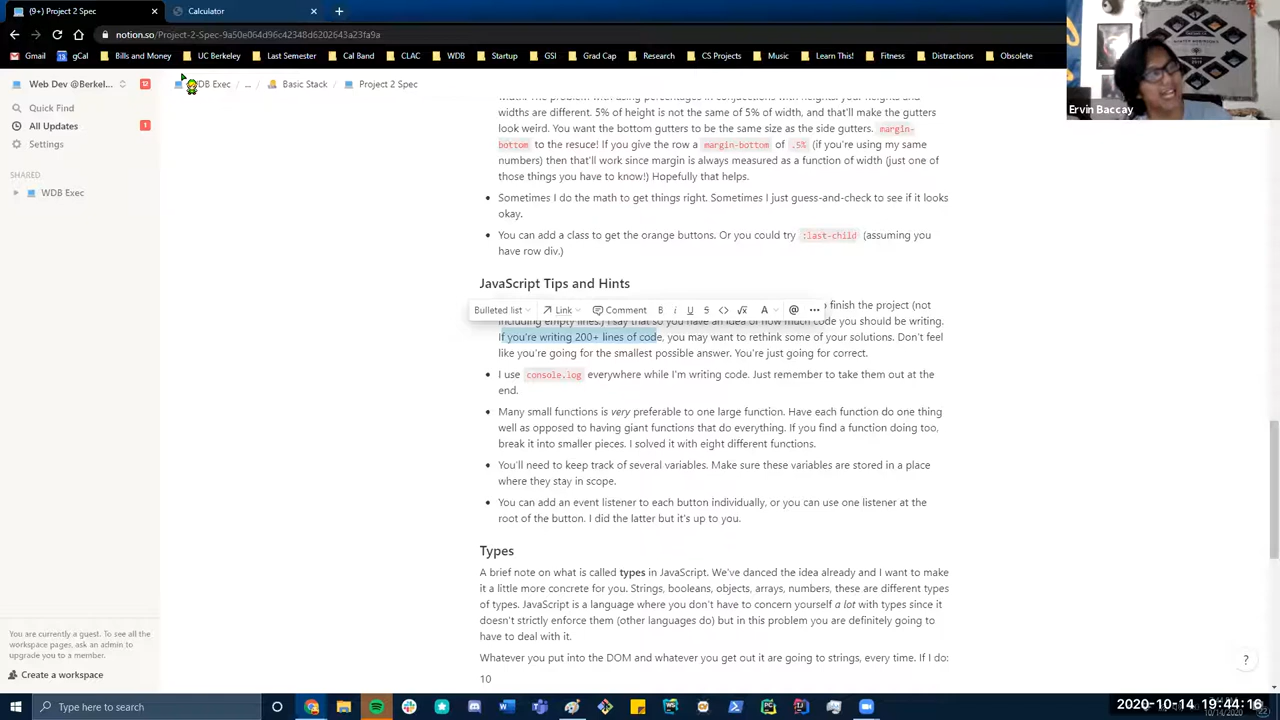 (9+) Project 2 Spec
Calculator
notion.so/Project-2-Spec-9a50e064d96c42348d6202643a23fa9a
Gmail
gCal
Bills and Money
UC Berkeley
Last Semester
Cal Band
CLAC
WDB
Startup
GSI
Grad Cap
Research
CS Projects
Music
Learn This!
Fitness
Distractions
Obsolete
Web Dev @Berkel...
12
WDB Exec / ... / Basic Stack / Project 2 Spec
Quick Find
All Updates
1
Settings
SHARED
WDB Exec
widths are different. 5% of height is not the same of 5% of width, and that'll make the gutters
look weird. You want the bottom gutters to be the same size as the side gutters. margin-
bottom to the resuce! If you give the row a margin-bottom of .5% (if you're using my same
numbers) then that'll work since margin is always measured as a function of width (just one of
those things you have to know!) Hopefully that helps.
Sometimes I do the math to get things right. Sometimes I just guess-and-check to see if it looks
okay.
You can add a class to get the orange buttons. Or you could try :last-child (assuming you
have row div.)
JavaScript Tips and Hints
finish the project (not
Bulleted list
Link
Comment
B i U S
A
@
including empty lines.) I say that so you have an idea of how much code you should be writing.
If you're writing 200+ lines of code, you may want to rethink some of your solutions. Don't feel
like you're going for the smallest possible answer. You're just going for correct.
I use console.log everywhere while I'm writing code. Just remember to take them out at the
end.
Many small functions is very preferable to one large function. Have each function do one thing
well as opposed to having giant functions that do everything. If you find a function doing too,
break it into smaller pieces. I solved it with eight different functions.
You'll need to keep track of several variables. Make sure these variables are stored in a place
where they stay in scope.
You can add an event listener to each button individually, or you can use one listener at the
root of the button. I did the latter but it's up to you.
Types
A brief note on what is called types in JavaScript. We've danced the idea already and I want to make
it a little more concrete for you. Strings, booleans, objects, arrays, numbers, these are different types
of types. JavaScript is a language where you don't have to concern yourself a lot with types since it
doesn't strictly enforce them (other languages do) but in this problem you are definitely going to
have to deal with it.
Whatever you put into the DOM and whatever you get out it are going to strings, every time. If I do:
10
You are currently a guest. To see all the
workspace pages, ask an admin to
upgrade you to a member.
Create a workspace
?
Ervin Baccay
Type here to search
2020-10-14 19:44:16